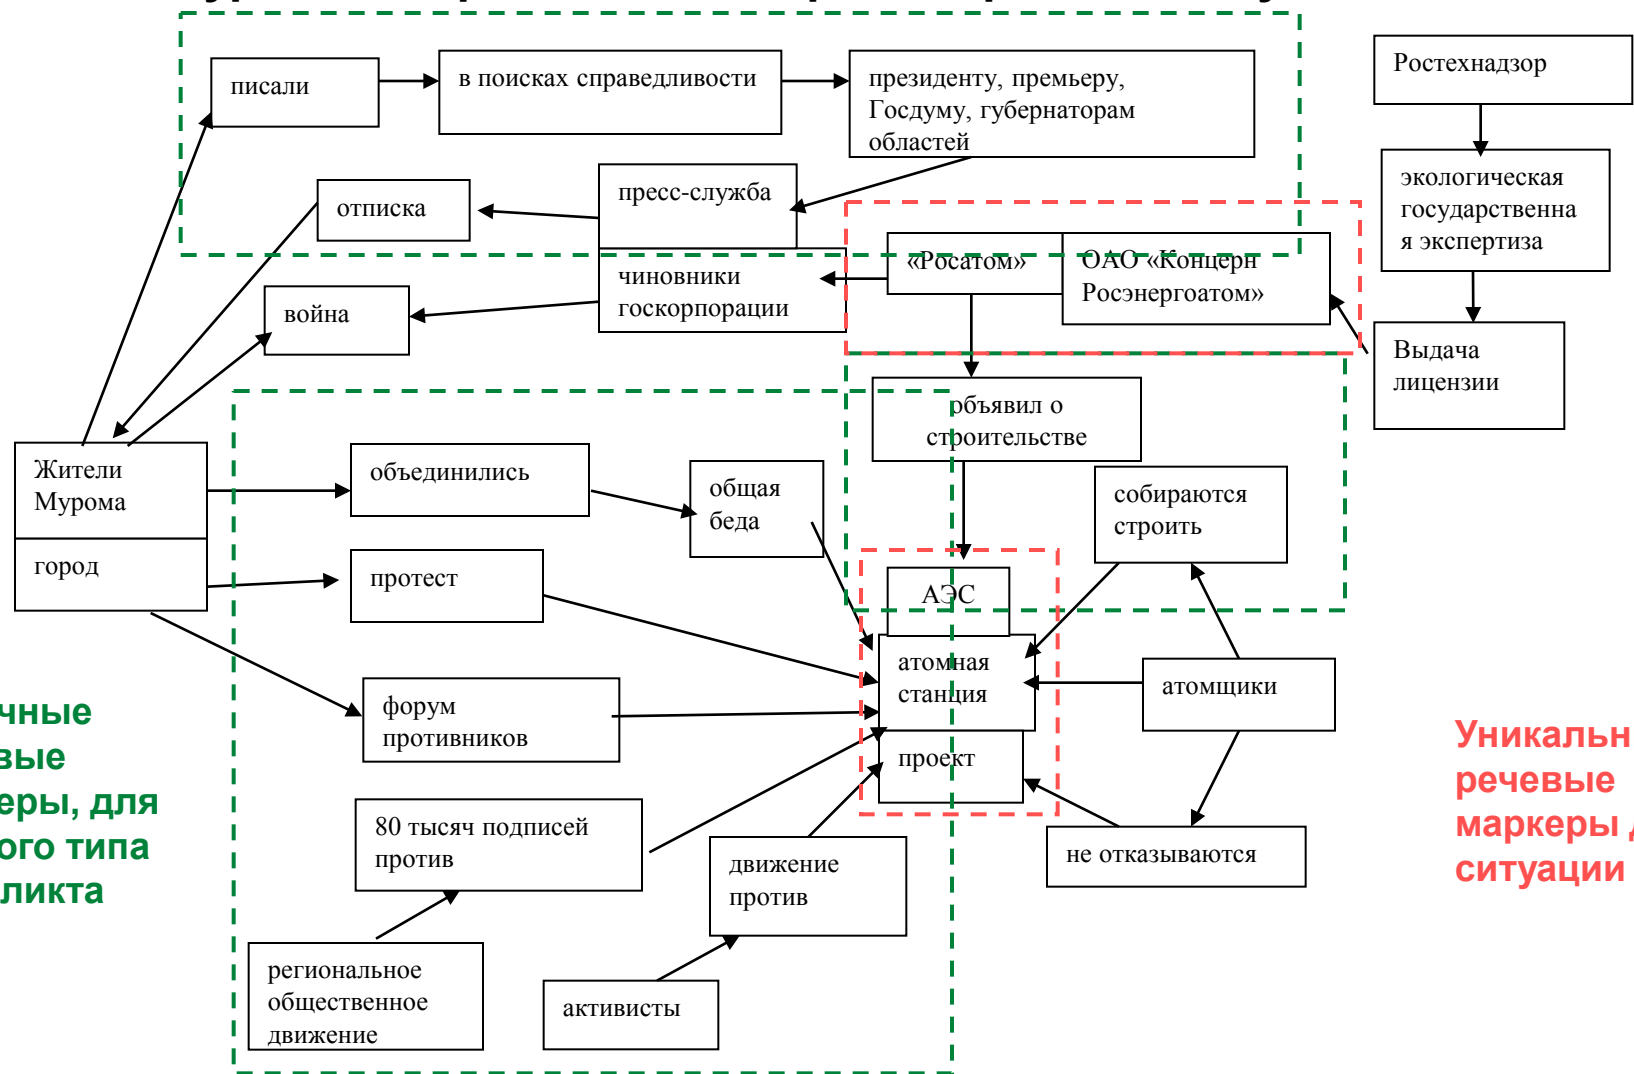 писали
в поисках справедливости
президенту, премьеру,
Госдуму, губернаторам
областей
Ростехнадзор
экологическая
государственна
я экспертиза
отписка
пресс-служба
чиновники
госкорпорации
«Росатом»
ОАО «Концерн
Росэнергоатом»
война
Выдача
лицензии
объявил о
строительстве
Жители
Мурома
город
объединились
общая
беда
собираются
строить
протест
АЭС
атомная
станция
проект
атомщики
форум
противников
80 тысяч подписей
против
движение
против
не отказываются
региональное
общественное
движение
активисты
чные
вые
еры, для
ого типа
ликта
Уникальн
речевые
маркеры
ситуации